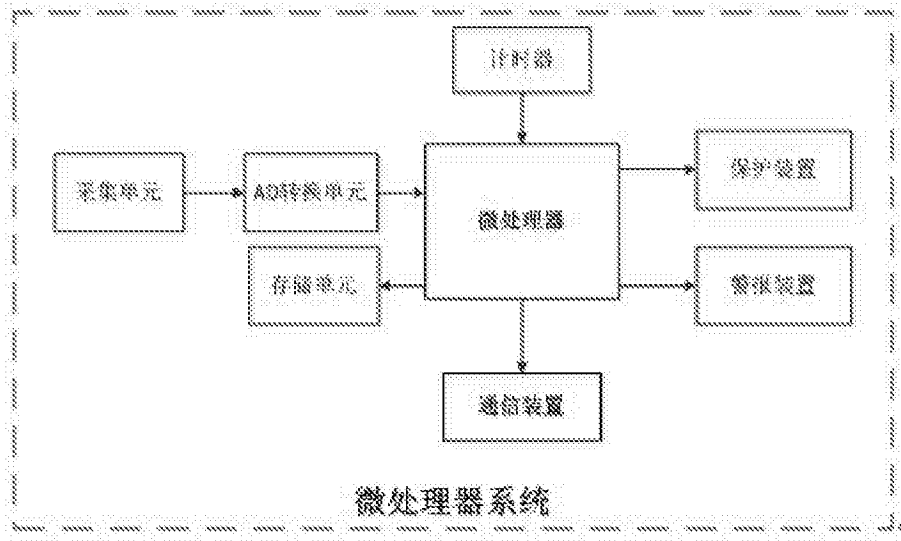 计时器
保护装置
采集单元
AD转换单元
微处理器
存储单元
警报装置
通信装置
微处理器系统